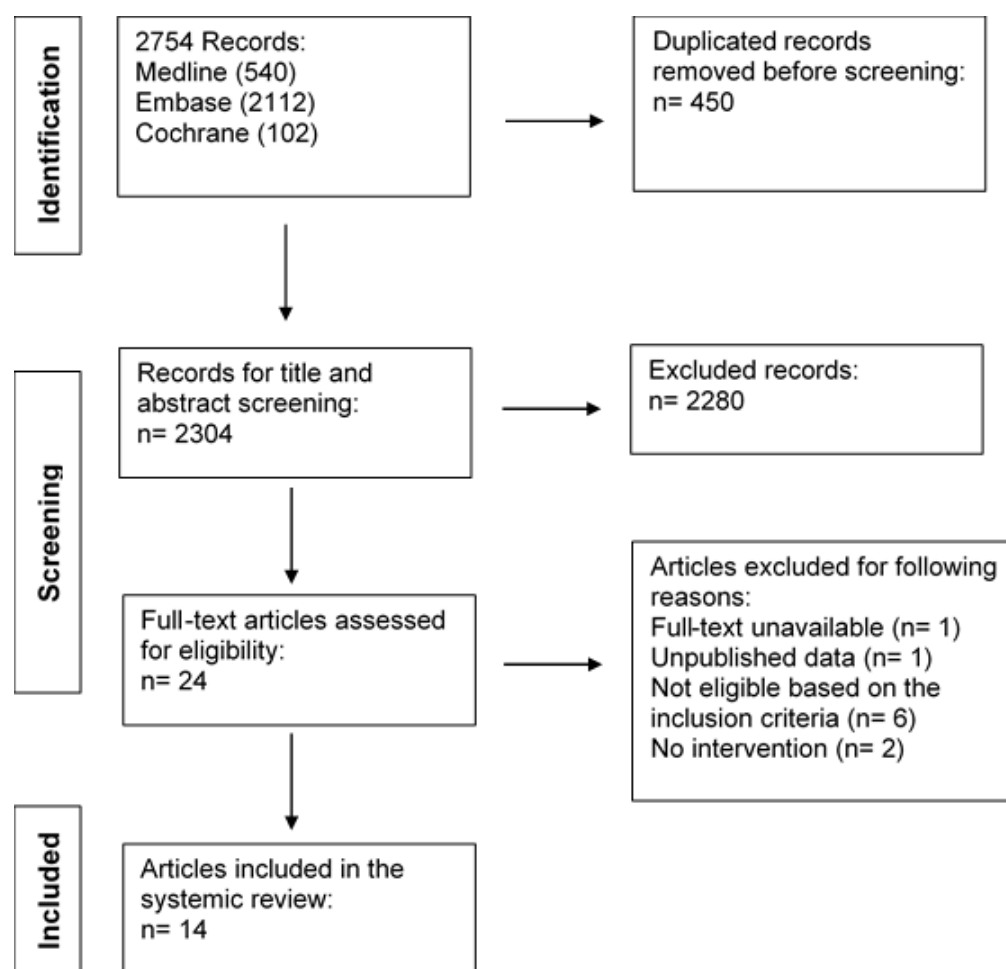 Identification
2754 Records:
Medline (540)
Embase (2112)
Cochrane (102)
Duplicated records
removed before screening:
n= 450
Screening
Records for title and
abstract screening:
n= 2304
Excluded records:
n= 2280
Full-text articles assessed
for eligibility:
n= 24
Articles excluded for following
reasons:
Full-text unavailable (n= 1)
Unpublished data (n= 1)
Not eligible based on the
inclusion criteria (n= 6)
No intervention (n= 2)
Included
Articles included in the
systemic review:
n= 14